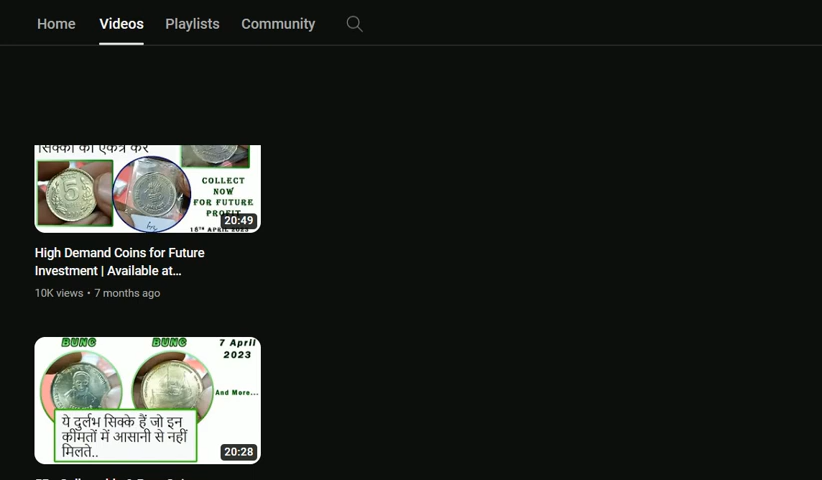 Home Videos Playlists Community
सिक्कों को एकत्र करें
5
COLLECT
NOW
FOR FUTURE
PROFIT
20:49
16TH APRIL 2023
High Demand Coins for Future
Investment | Available at...
10K views • 7 months ago
BUNC BUNC 7 April
2023
And More...
ये दुर्लभ सिक्के हैं जो इन
कीमतों में आसानी से नहीं
मिलते..
20:28